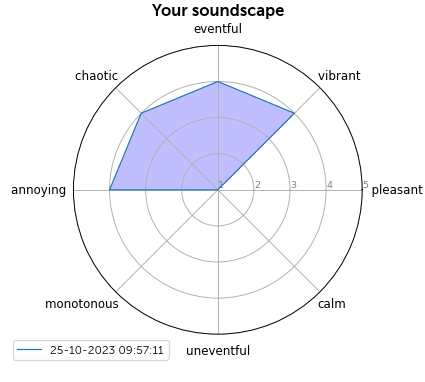 Your soundscape
eventful
chaotic
vibrant
annoying
1
2
3
4
5
pleasant
monotonous
calm
uneventful
25-10-2023 09:57:11